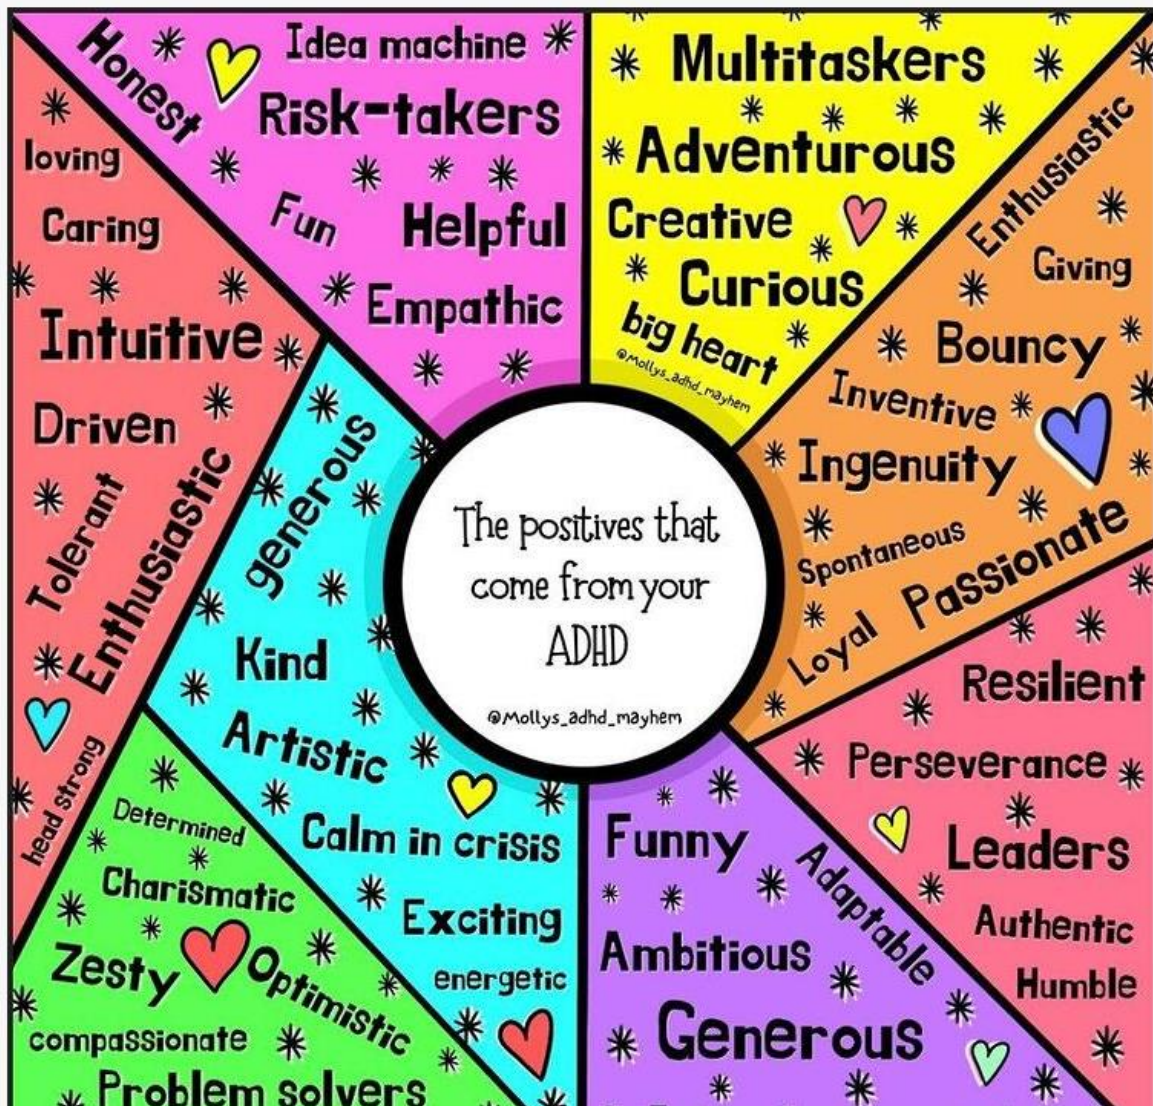 Honest
Idea machine
Risk-takers
Fun
Helpful
Empathic
Multitaskers
Adventurous
Creative
Curious
big heart
@Mollys_adhd_mayhem
Enthusiastic
Giving
Bouncy
Inventive
Ingenuity
Spontaneous
Passionate
Loyal
loving
Caring
Intuitive
Driven
Tolerant
Enthusiastic
head strong
generous
Kind
Artistic
Calm in crisis
Exciting
energetic
The positives that
come from your
ADHD
@Mollys_adhd_mayhem
Resilient
Perseverance
Leaders
Authentic
Humble
Funny
Adaptable
Ambitious
Generous
Determined
Charismatic
Zesty
Optimistic
compassionate
Problem solvers